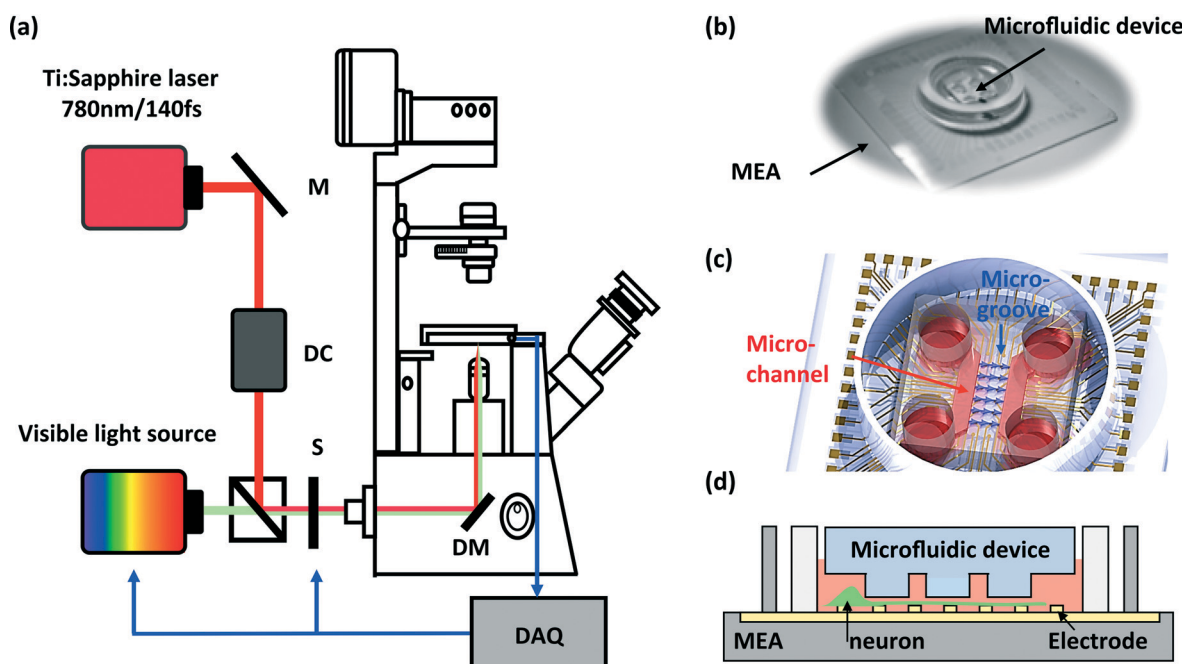 (a)
Ti:Sapphire laser
780nm/140fs
M
DC
Visible light source
S
DM
DAQ
(b)
Microfluidic device
MEA
(c)
Micro-
groove
Micro-
channel
(d)
Microfluidic device
MEA
neuron
Electrode